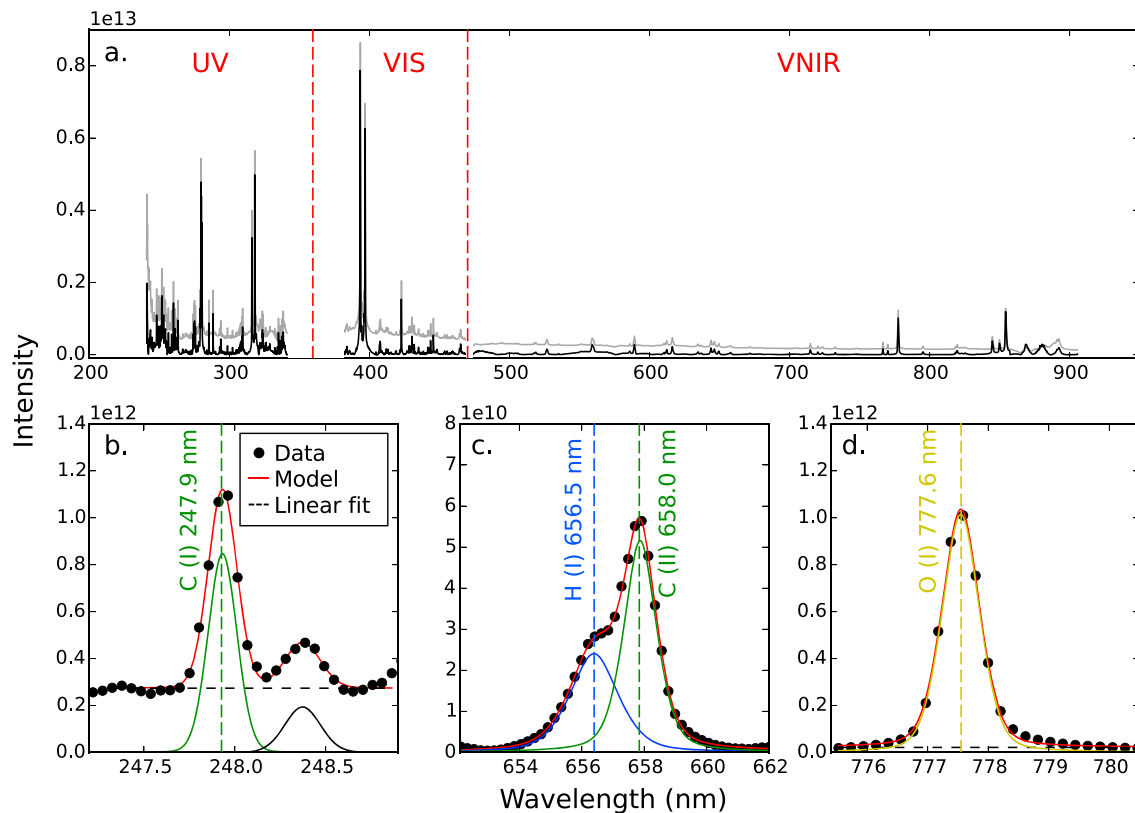 1e13
a.
UV
VIS
VNIR
0.8
0.6
0.4
0.2
0.0
200 300 400 500 600 700 800 900
Intensity
1e12
b.
C (I) 247.9 nm
Data
Model
Linear fit
1.4
1.2
1.0
0.8
0.6
0.4
0.2
0.0
247.5 248.0 248.5
1e10
c.
H (I) 656.5 nm
C (II) 658.0 nm
8
7
6
5
4
3
2
1
0
654 656 658 660 662
1e12
d.
O (I) 777.6 nm
1.4
1.2
1.0
0.8
0.6
0.4
0.2
0.0
776 777 778 779 780
Wavelength (nm)